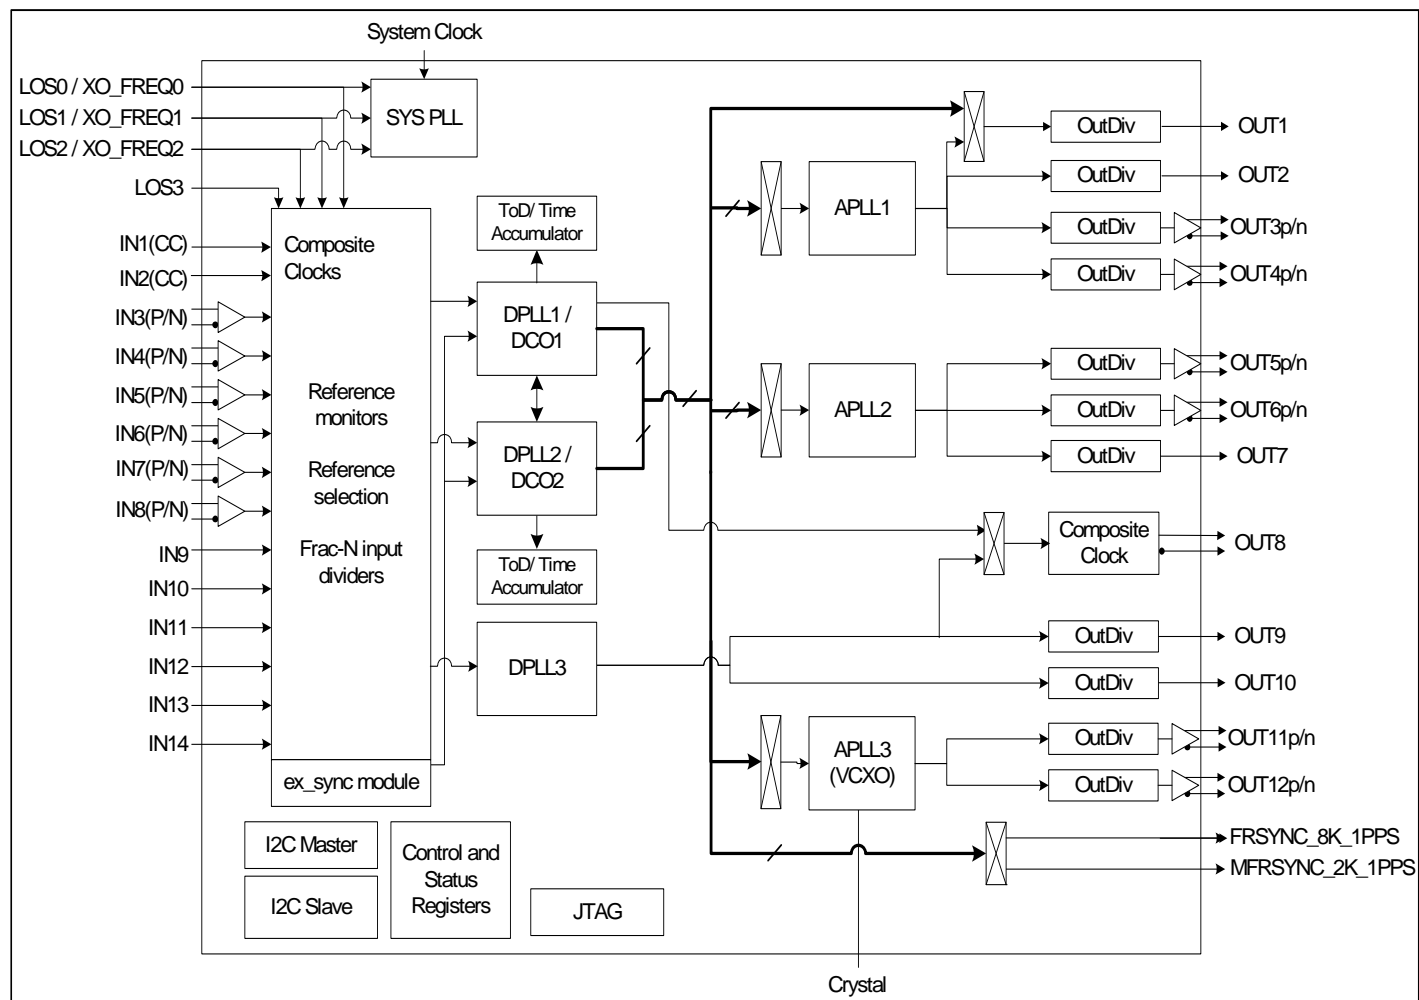 System Clock
LOS0 / XO_FREQ0
LOS1 / XO_FREQ1
LOS2 / XO_FREQ2
LOS3
SYS PLL
IN1(CC)
IN2(CC)
IN3(P/N)
IN4(P/N)
IN5(P/N)
IN6(P/N)
IN7(P/N)
IN8(P/N)
IN9
IN10
IN11
IN12
IN13
IN14
Composite
Clocks
Reference
monitors
Reference
selection
Frac-N input
dividers
ex_sync module
ToD/ Time
Accumulator
DPLL1 /
DCO1
DPLL2 /
DCO2
ToD/ Time
Accumulator
DPLL3
APLL1
APLL2
APLL3
(VCXO)
OutDiv
OUT1
OutDiv
OUT2
OutDiv
OUT3p/n
OutDiv
OUT4p/n
OutDiv
OUT5p/n
OutDiv
OUT6p/n
OutDiv
OUT7
Composite
Clock
OUT8
OutDiv
OUT9
OutDiv
OUT10
OutDiv
OUT11p/n
OutDiv
OUT12p/n
FRSYNC_8K_1PPS
MFRSYNC_2K_1PPS
I2C Master
I2C Slave
Control and
Status
Registers
JTAG
Crystal